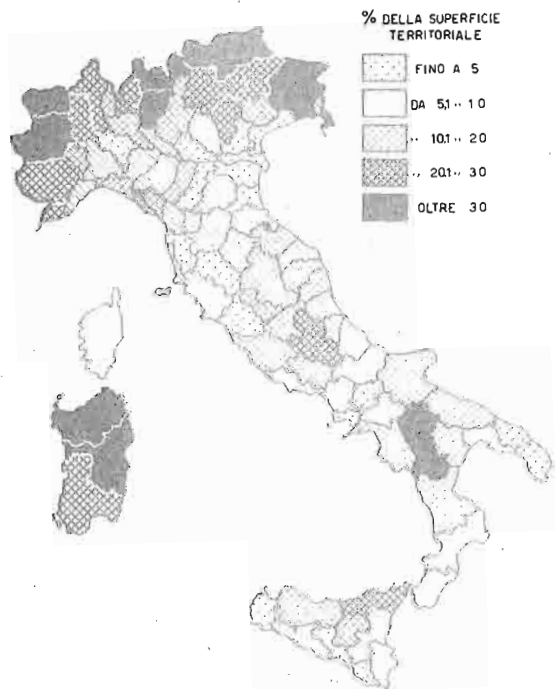 % DELLA SUPERFICIE
TERRITORIALE
FINO A 5
DA 5,1 ,, 10
,, 10.1 ,, 20
,, 20.1 ,, 30
OLTRE 30